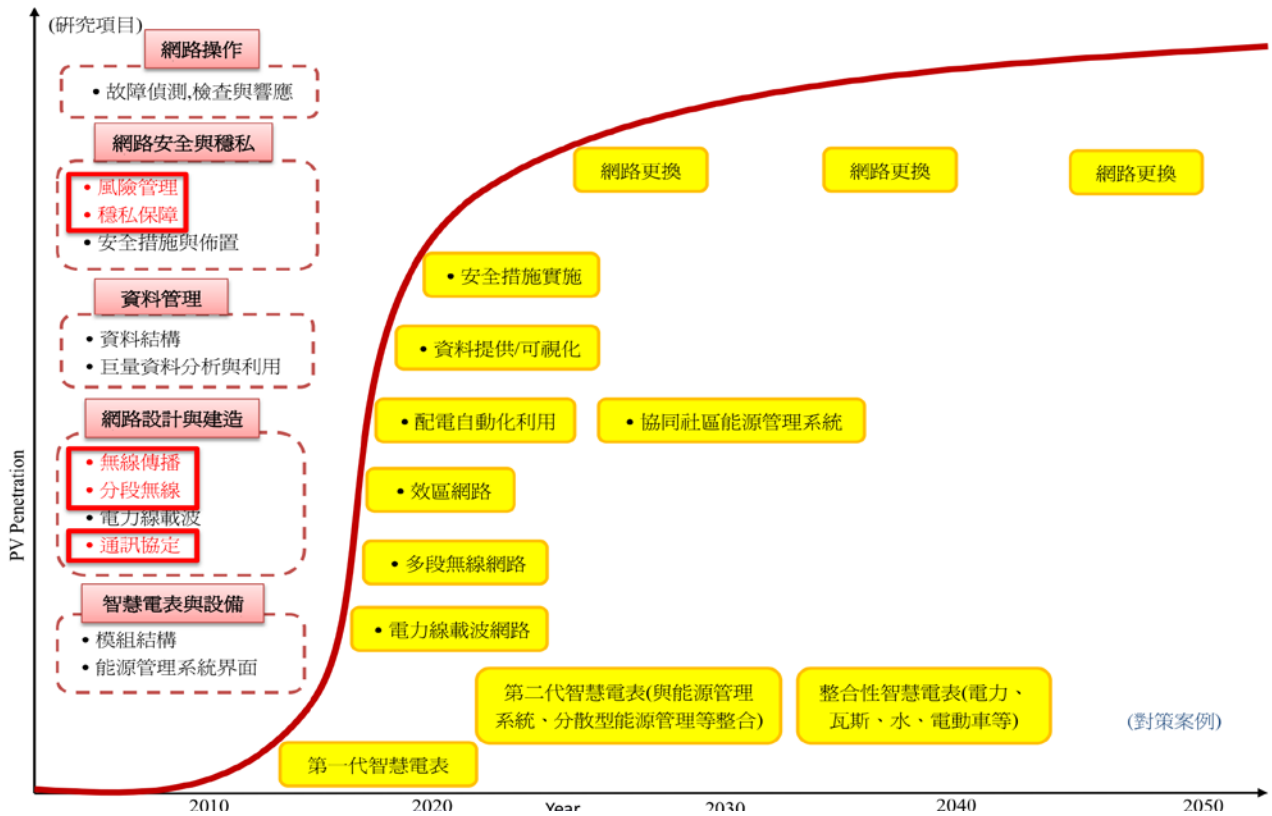 (研究項目)
網路操作
• 故障偵測,檢查與響應
網路安全與穩私
• 風險管理
• 穩私保障
• 安全措施與佈置
資料管理
• 資料結構
• 巨量資料分析與利用
網路設計與建造
• 無線傳播
• 分段無線
• 電力線載波
• 通訊協定
智慧電表與設備
• 模組結構
• 能源管理系統界面
網路更換
網路更換
網路更換
• 安全措施實施
• 資料提供/可視化
• 配電自動化利用
• 協同社區能源管理系統
• 效區網路
• 多段無線網路
• 電力線載波網路
第二代智慧電表(與能源管理
系統、分散型能源管理等整合)
整合性智慧電表(電力、
瓦斯、水、電動車等)
(對策案例)
第一代智慧電表
PV Penetration
2010
2020
Year
2030
2040
2050